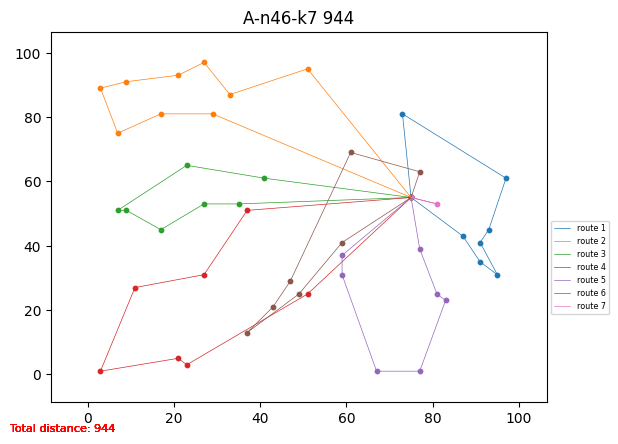 A-n46-k7 944
100
80
60
40
20
0
0 20 40 60 80 100
route 1
route 2
route 3
route 4
route 5
route 6
route 7
Total distance: 944